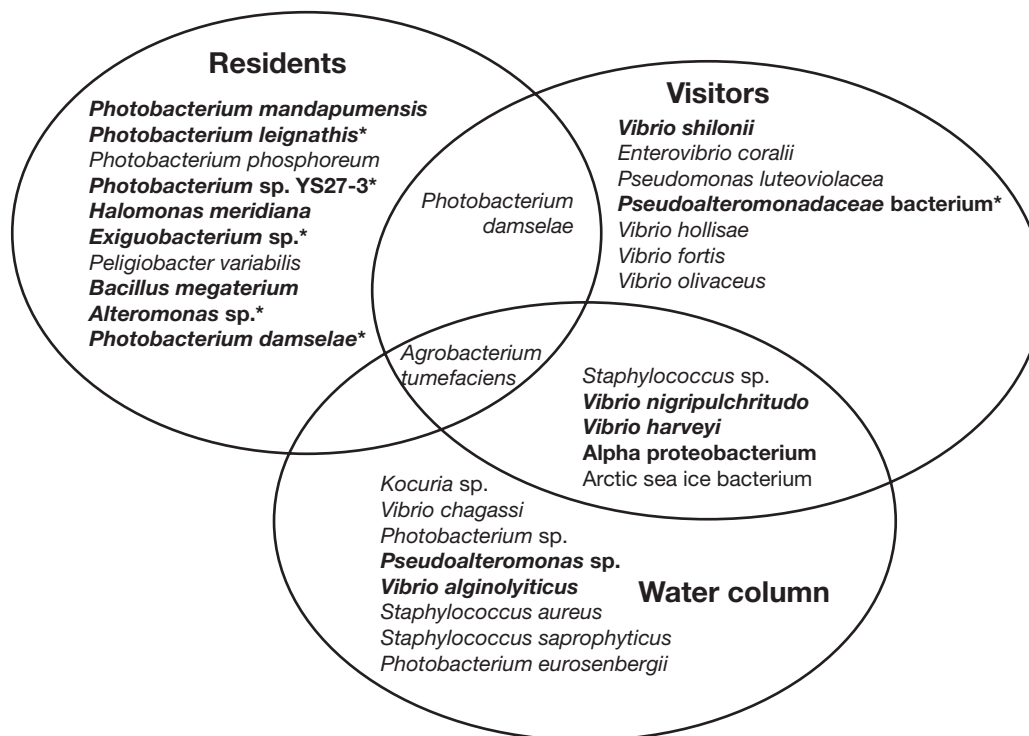 Residents
Photobacterium mandapumensis
Photobacterium leignathis*
Photobacterium phosphoreum
Photobacterium sp. YS27-3*
Halomonas meridiana
Exiguobacterium sp.*
Peligiobacter variabilis
Bacillus megaterium
Alteromonas sp.*
Photobacterium damselae*
Photobacterium
damselae
Visitors
Vibrio shilonii
Enterovibrio coralii
Pseudomonas luteoviolacea
Pseudoalteromonadaceae bacterium*
Vibrio hollisae
Vibrio fortis
Vibrio olivaceus
Agrobacterium
tumefaciens
Staphylococcus sp.
Vibrio nigripulchritudo
Vibrio harveyi
Alpha proteobacterium
Arctic sea ice bacterium
Kocuria sp.
Vibrio chagassi
Photobacterium sp.
Pseudoalteromonas sp.
Vibrio alginolyiticus
Staphylococcus aureus
Staphylococcus saprophyticus
Photobacterium eurosenbergii
Water column